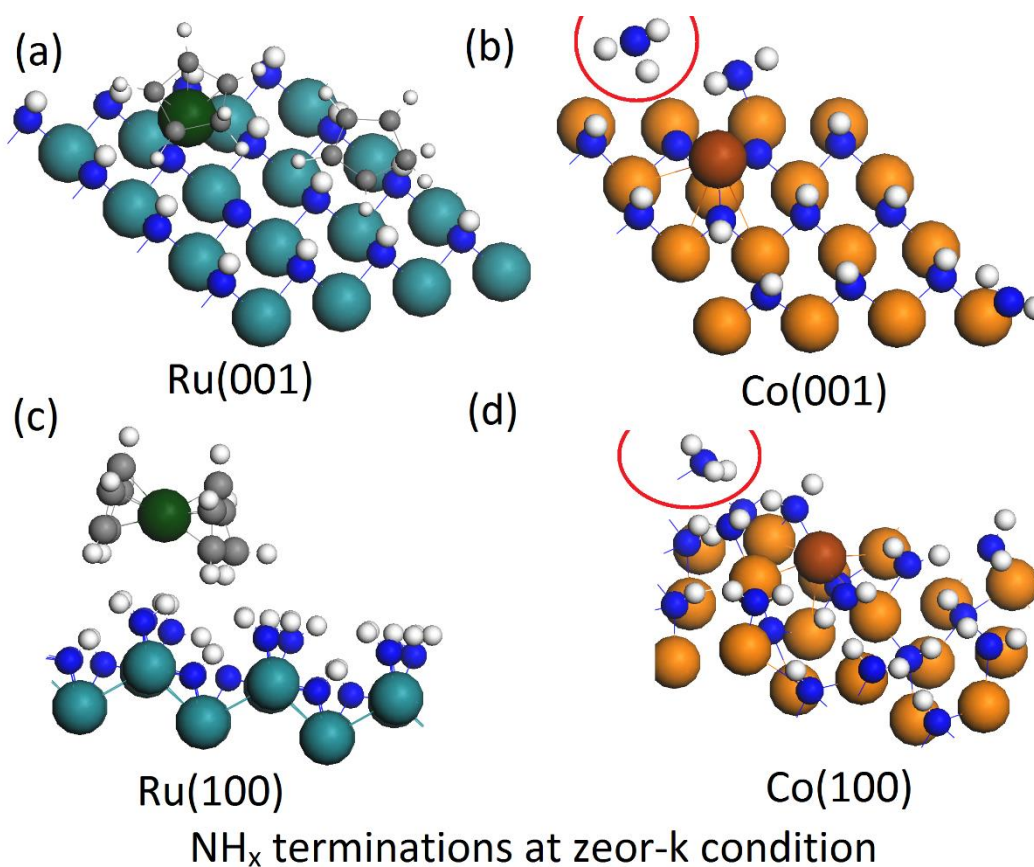 (a)
(b)
Ru(001)
Co(001)
(c)
(d)
Ru(100)
Co(100)
NHₓ terminations at zeor-k condition